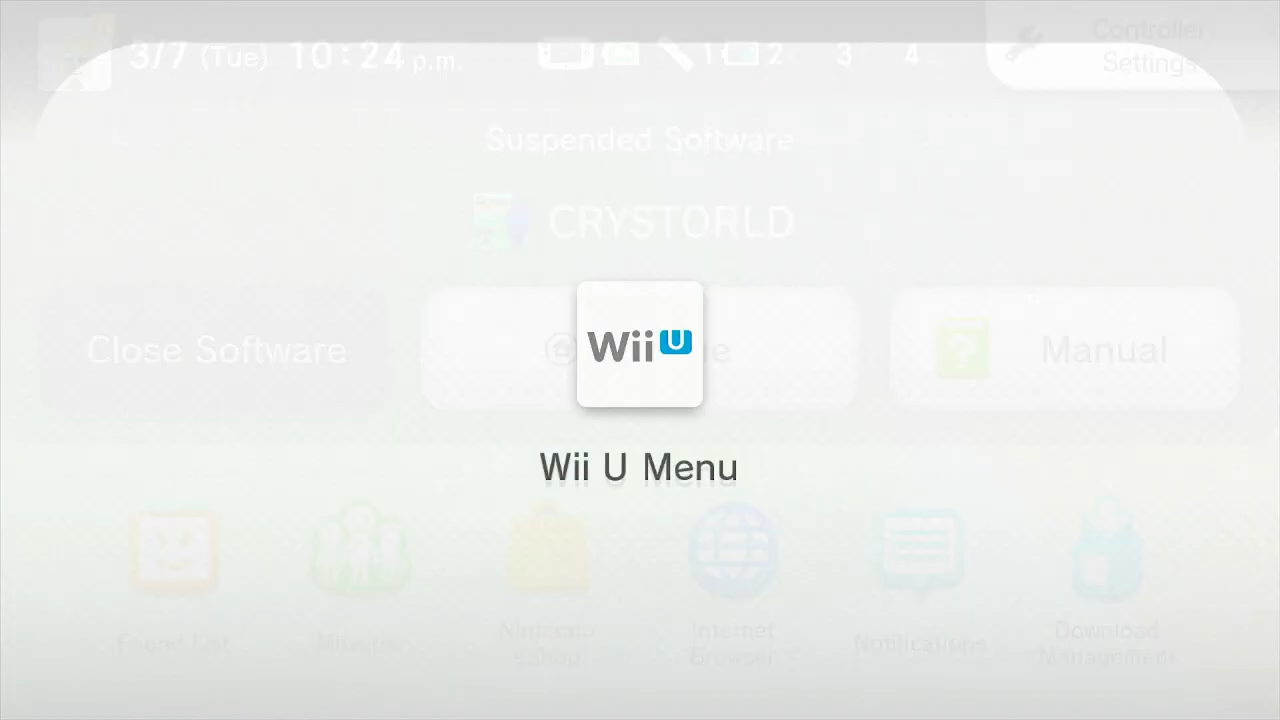 3/7 (Tue) 10:24 p.m.
1 2 3 4
Controller
Settings
Suspended Software
CRYSTORLD
Close Software
Manual
Wii U
Wii U Menu
Friend List
Miiverse
Nintendo
eShop
Internet
Browser
Notifications
Download
Management